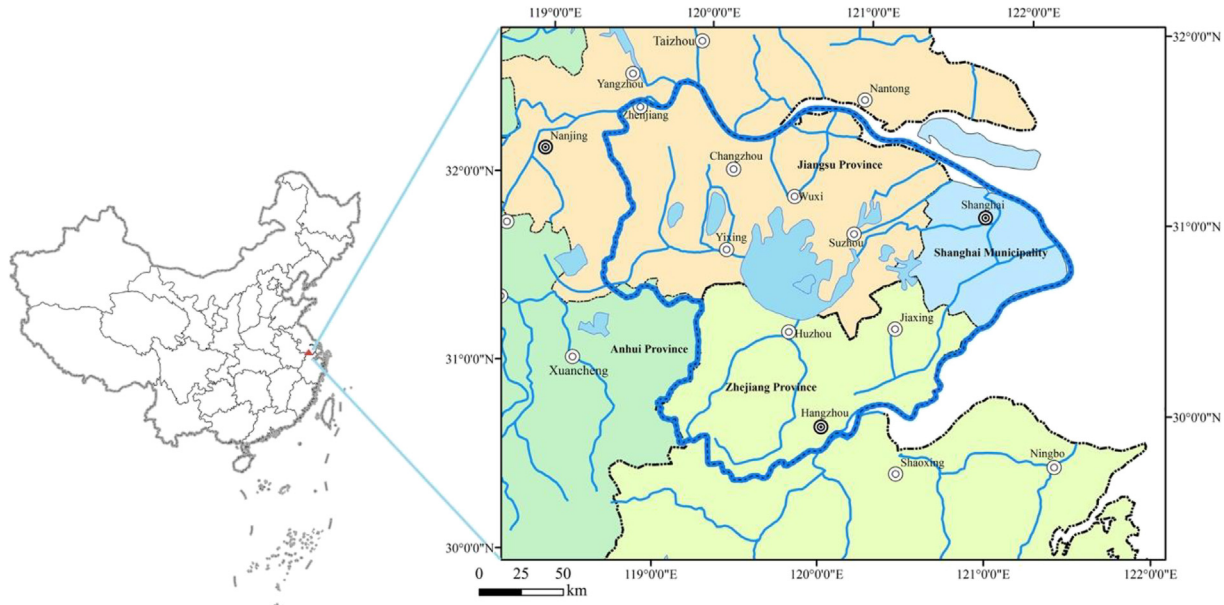 119°0'0"E
120°0'0"E
121°0'0"E
122°0'0"E
32°0'0"N
Taizhou
Yangzhou
Nantong
Zhenjiang
Nanjing
Changzhou
Jiangsu Province
32°0'0"N
Wuxi
Shanghai
31°0'0"N
Yixing
Suzhou
Shanghai Municipality
Huzhou
Jiaxing
Anhui Province
31°0'0"N
Xuancheng
Zhejiang Province
Hangzhou
30°0'0"N
Shaoxing
Ningbo
30°0'0"N
119°0'0"E
120°0'0"E
121°0'0"E
122°0'0"E
0 25 50
km